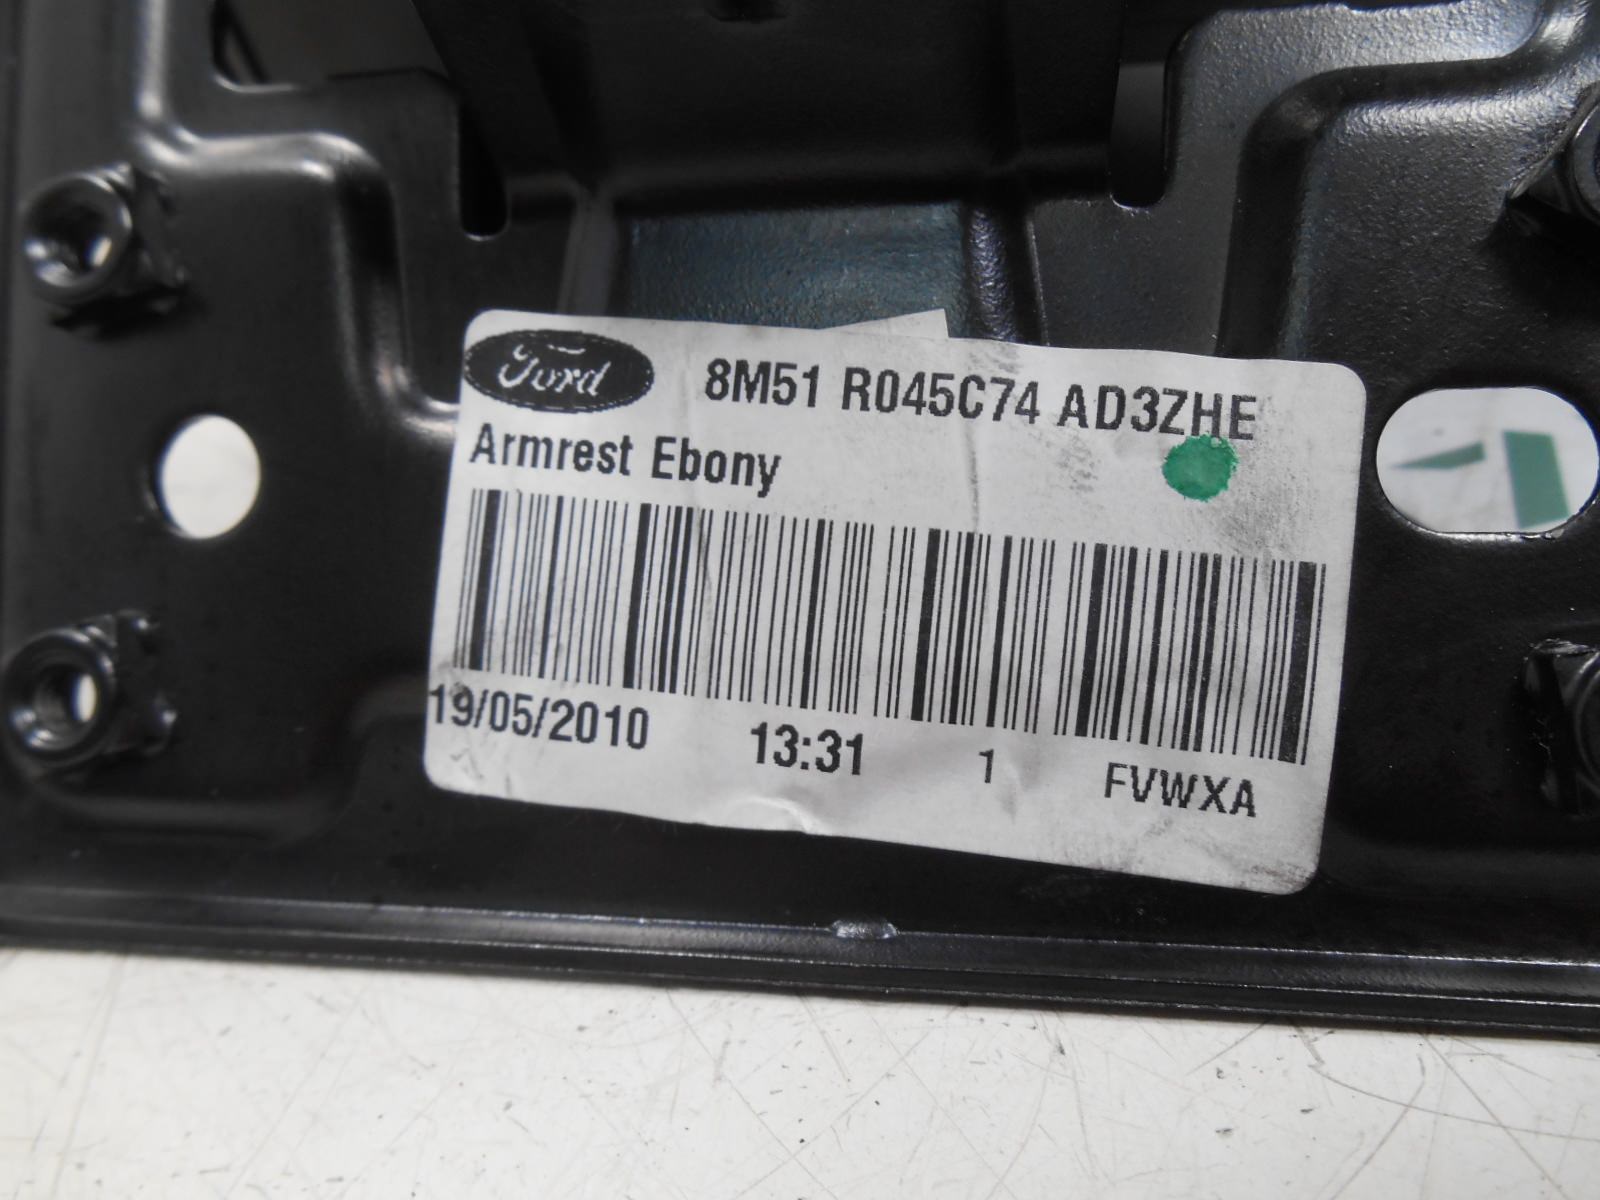 Ford 8M51 R045C74 AD3ZHE
Armrest Ebony
19/05/2010 13:31 1 FVWXA